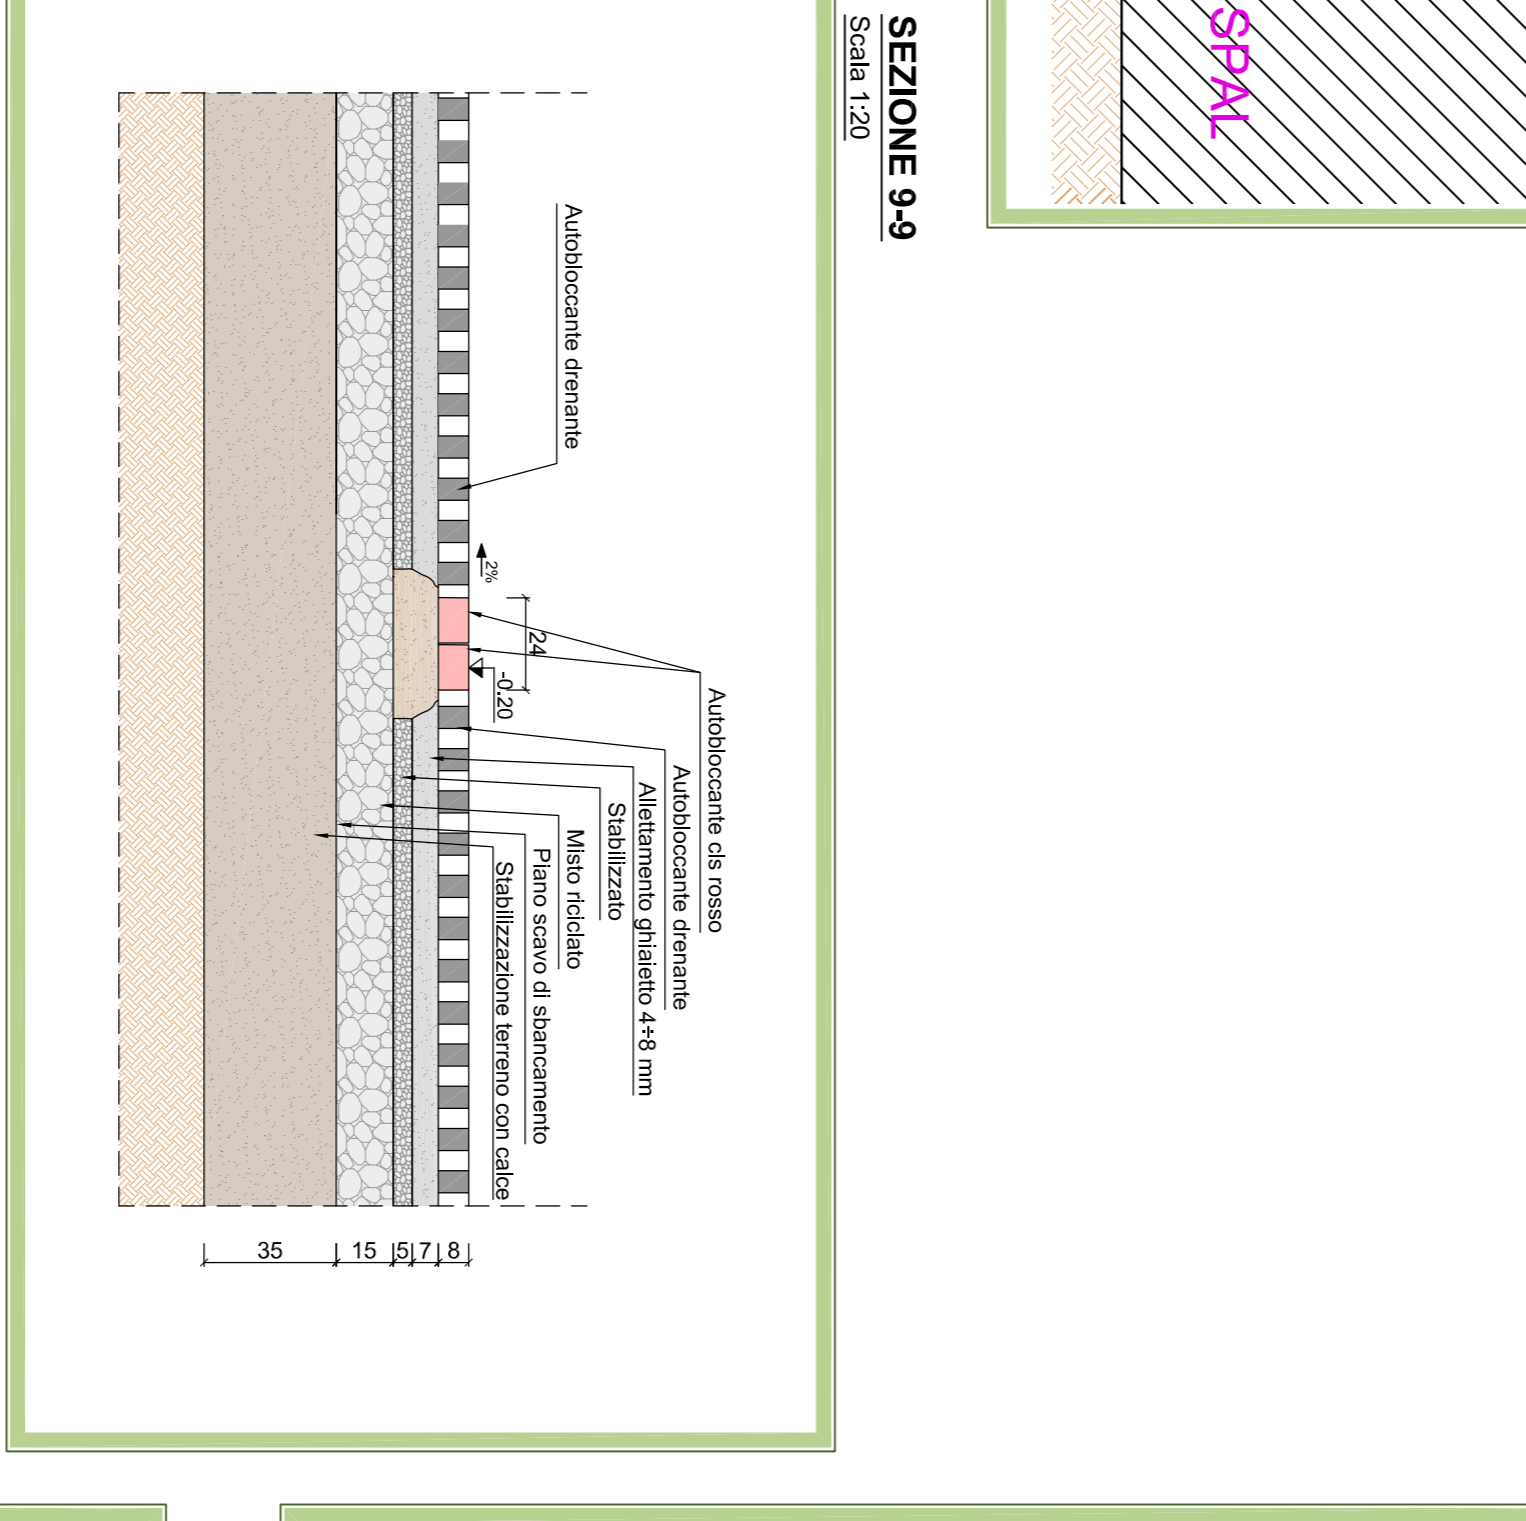 SPAL
SEZIONE 9-9
Scala 1:20
Autobloccante drenante
2%
24
-0.20
Autobloccante cls rosso
Autobloccante drenante
Allettamento ghiaietto 4÷8 mm
Stabilizzato
Misto riciclato
Piano scavo di sbancamento
Stabilizzazione terreno con calce
35 15 5 7 8